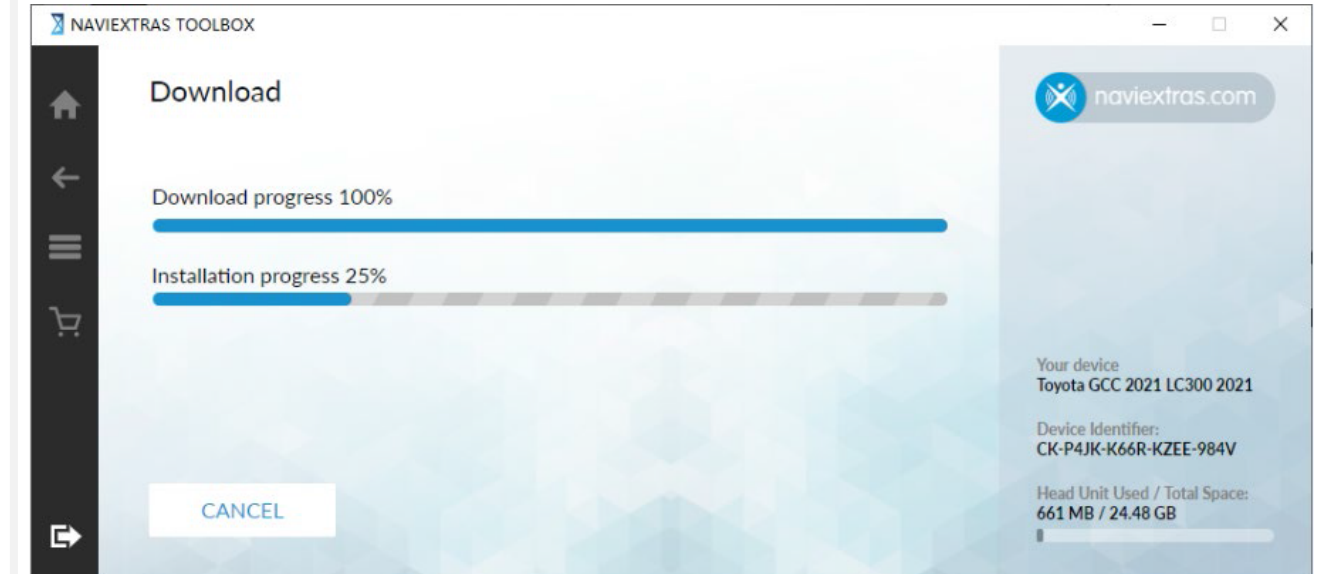 NAVIEXTRAS TOOLBOX
Download
naviextras.com
Download progress 100%
Installation progress 25%
Your device
Toyota GCC 2021 LC300 2021
Device Identifier:
CK-P4JK-K66R-KZEE-984V
Head Unit Used / Total Space:
661 MB / 24.48 GB
CANCEL